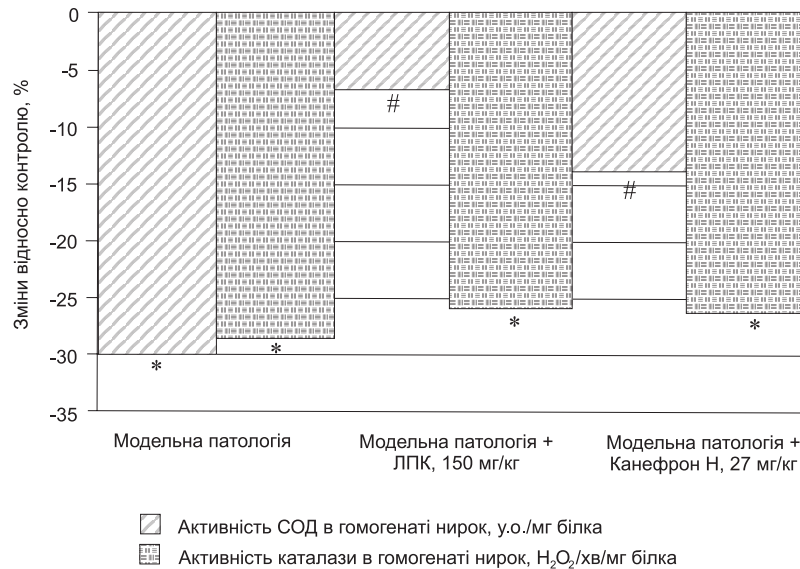 Зміни відносно контролю, %
0
-5
-10
-15
-20
-25
-30
-35
#
#
*
*
*
*
Модельна патологія
Модельна патологія +
ЛПК, 150 мг/кг
Модельна патологія +
Канефрон Н, 27 мг/кг
Активність СОД в гомогенаті нирок, у.о./мг білка
Активність каталази в гомогенаті нирок, H₂O₂/хв/мг білка